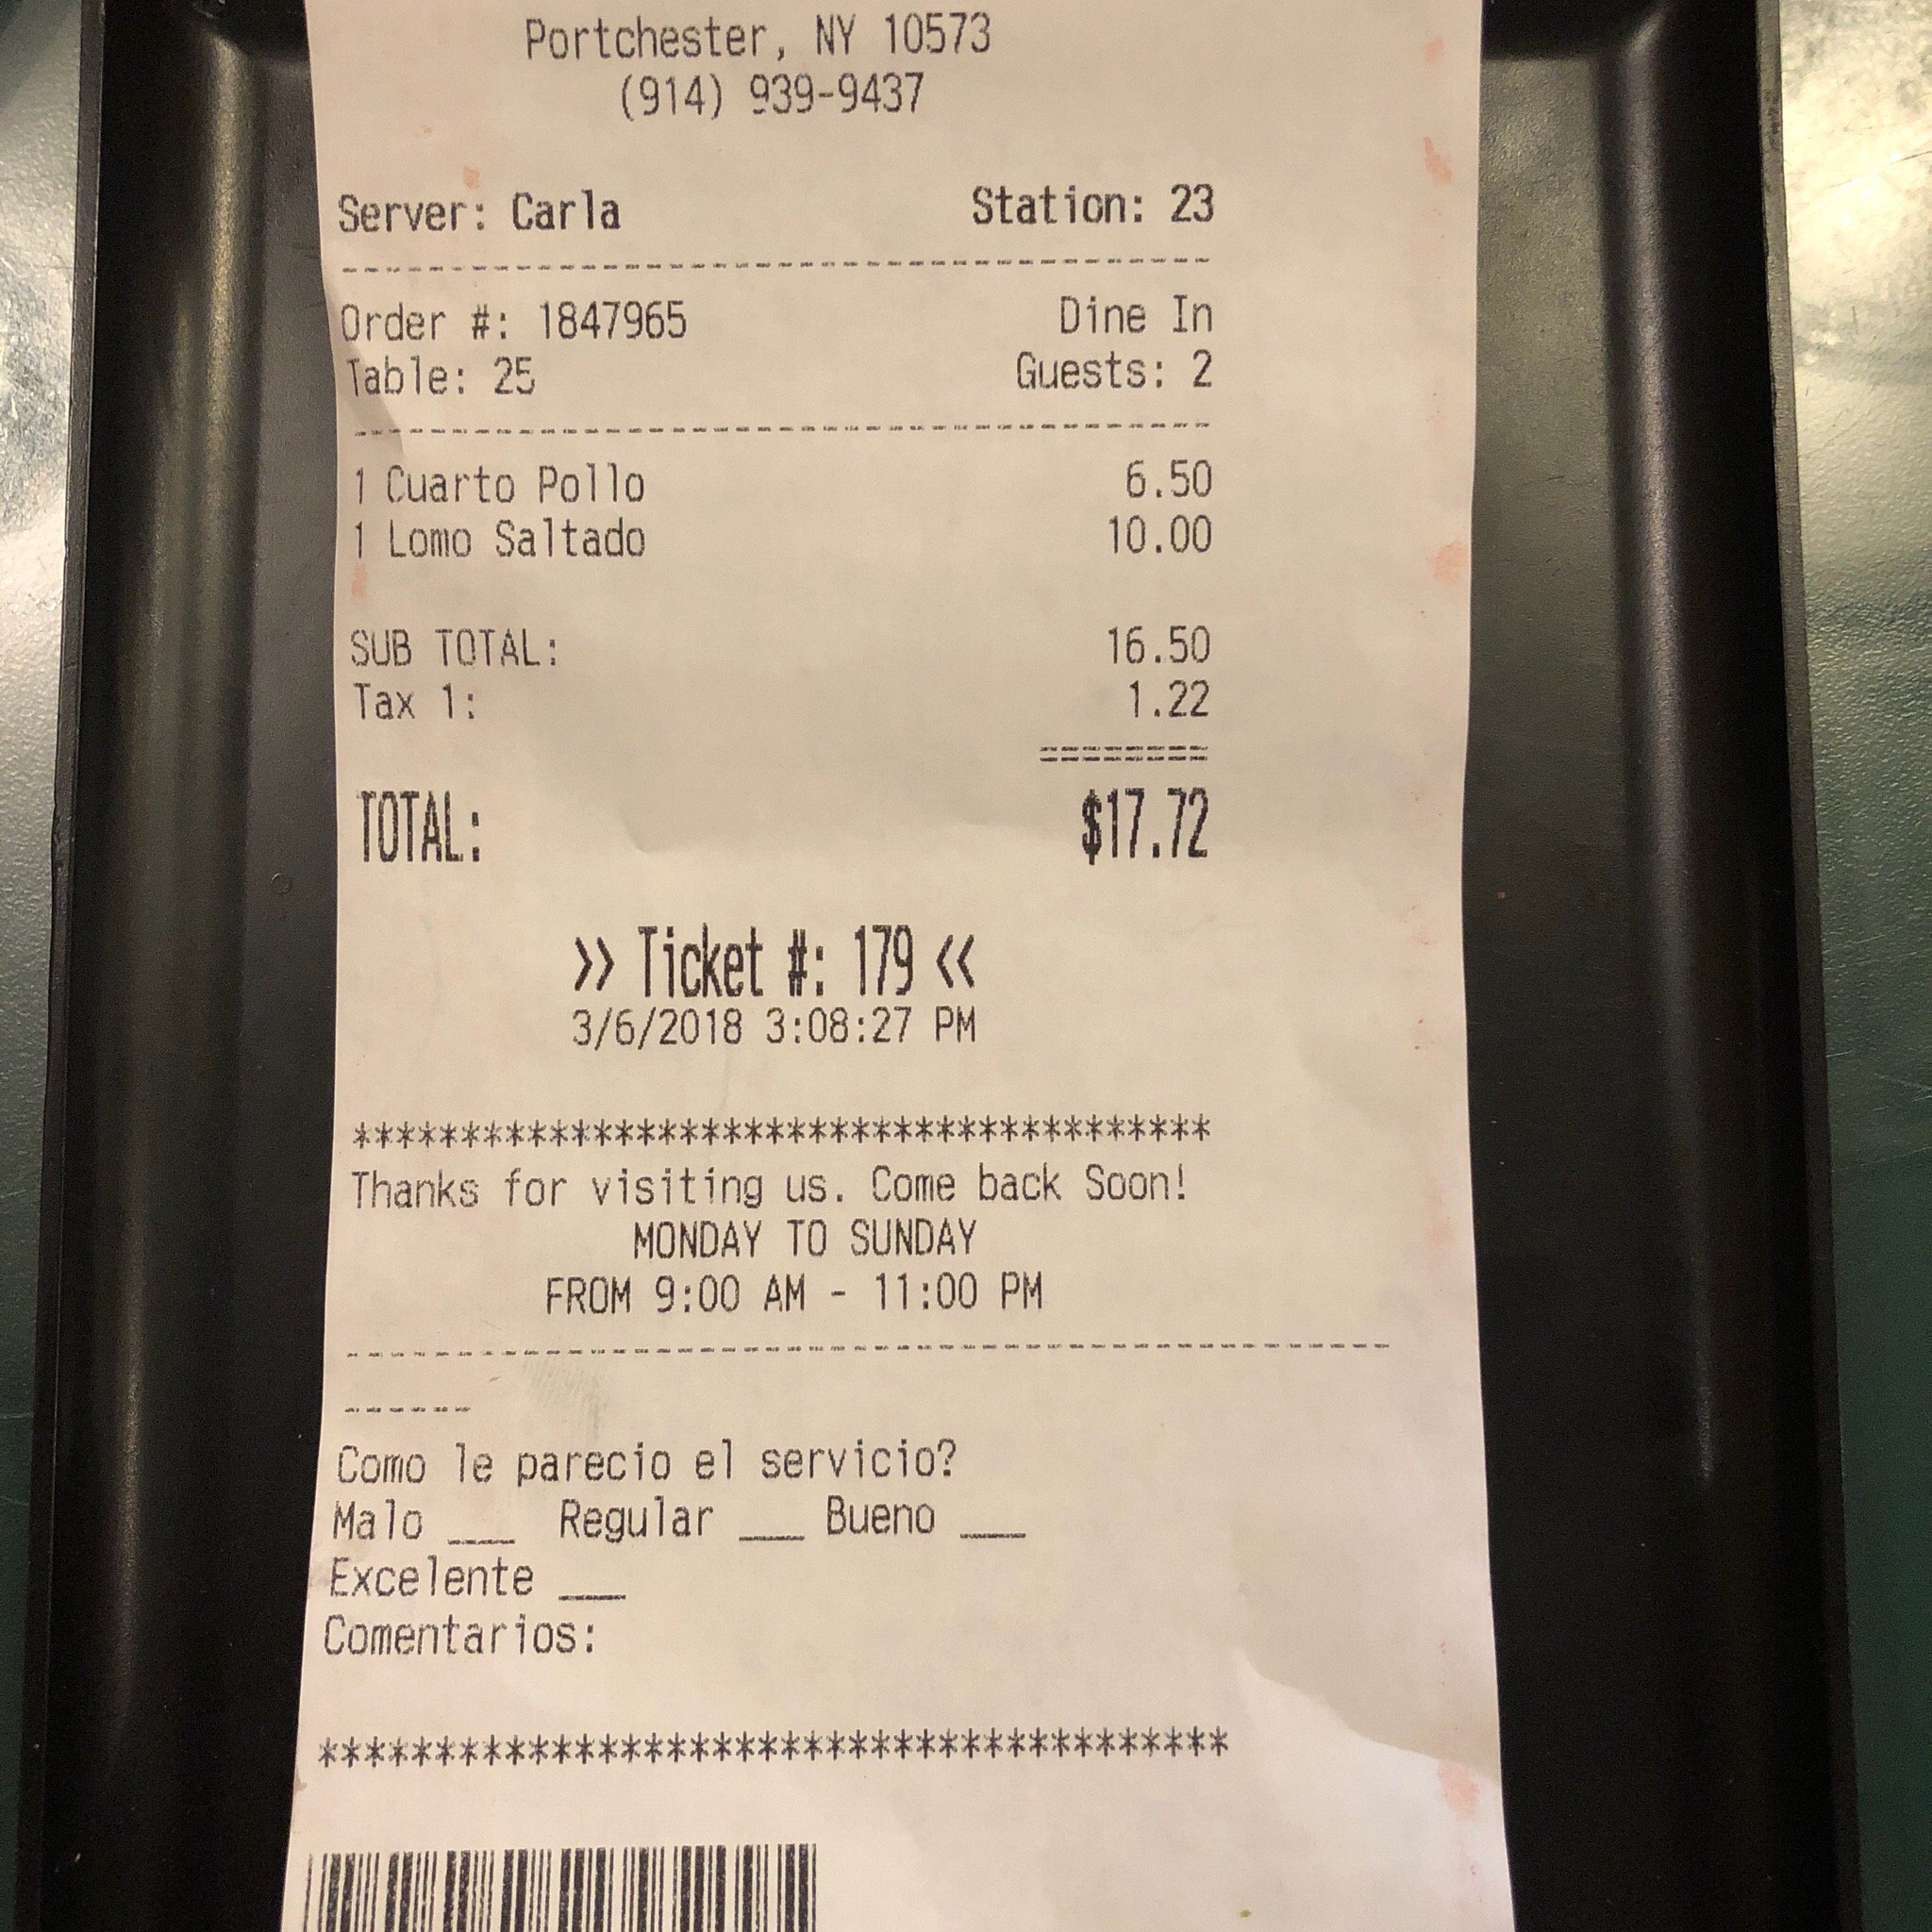 Portchester, NY 10573
(914) 939-9437
Server: Carla Station: 23
Order #: 1847965 Dine In
Table: 25 Guests: 2
1 Cuarto Pollo 6.50
1 Lomo Saltado 10.00
SUB TOTAL: 16.50
Tax 1: 1.22
TOTAL: $17.72
>> Ticket #: 179 <<
3/6/2018 3:08:27 PM
****************************************
Thanks for visiting us. Come back Soon!
MONDAY TO SUNDAY
FROM 9:00 AM - 11:00 PM
Como le parecio el servicio?
Malo ___ Regular ___ Bueno ___
Excelente ___
Comentarios:
****************************************